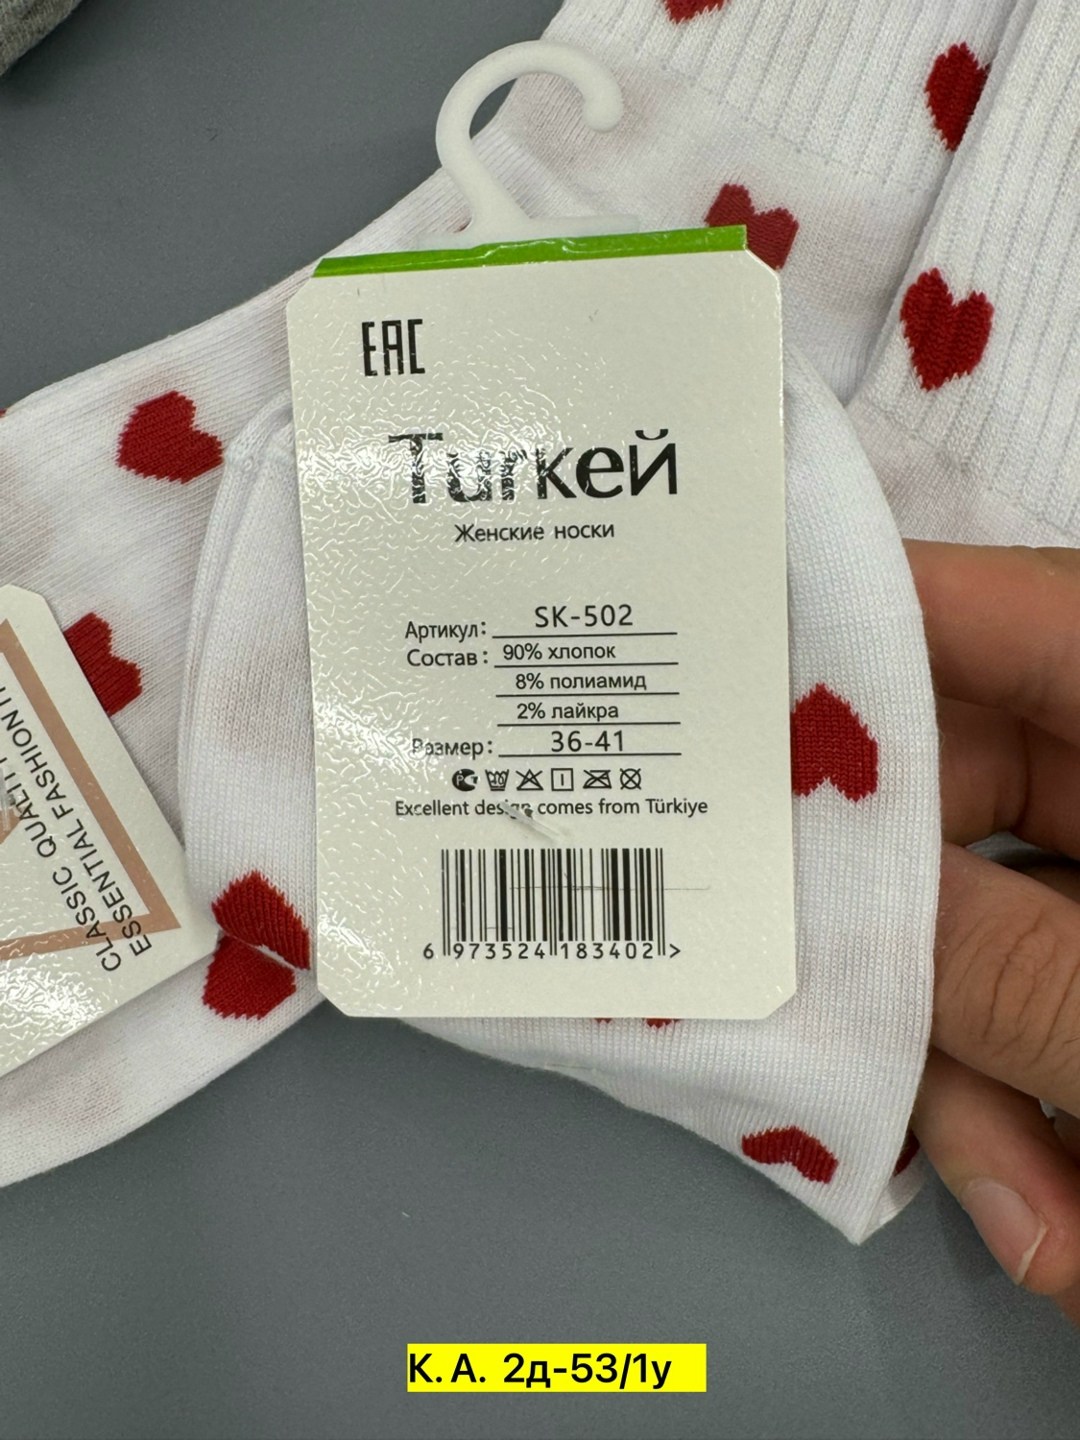 EAC
Turkeй
Женские носки
Артикул: SK-502
Состав: 90% хлопок
8% полиамид
2% лайкра
Размер: 36-41
Excellent design comes from Türkiye
6 973524 183402 >
CLASSIC QUALITY
ESSENTIAL FASHION
К.А. 2д-53/1у